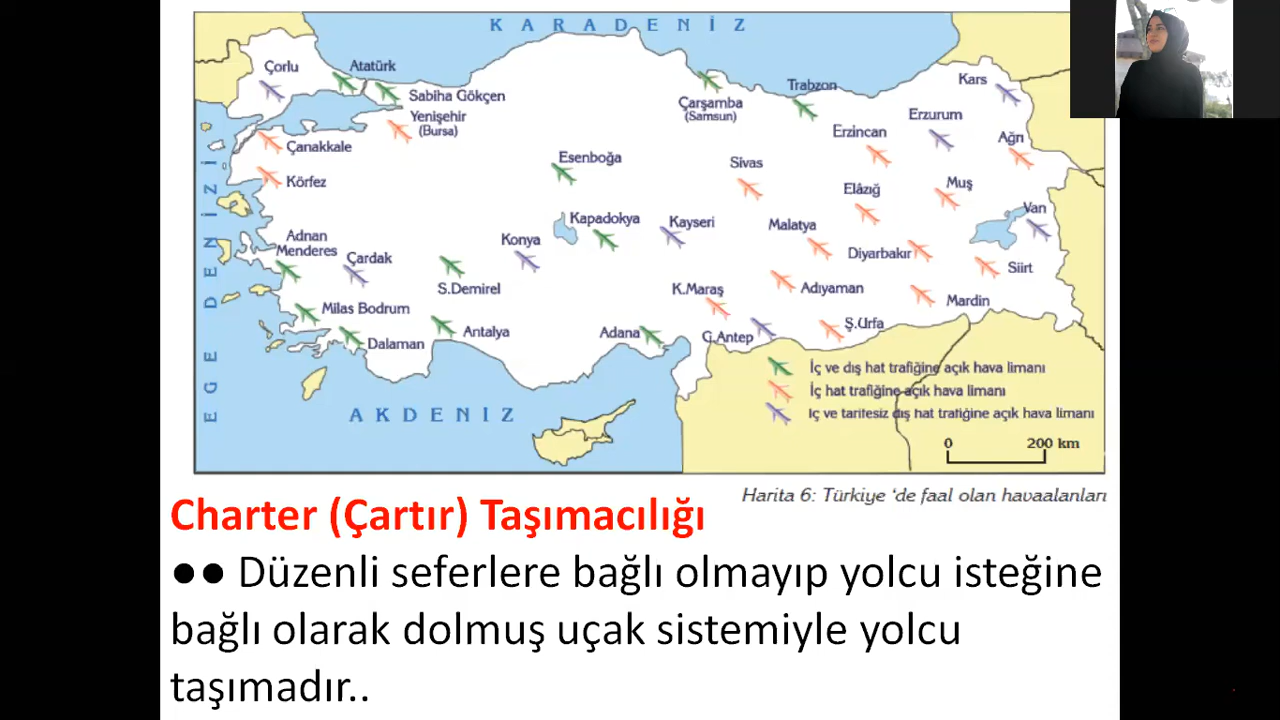 KARADENİZ
Çorlu
Atatürk
Sabiha Gökçen
Yenişehir
(Bursa)
Çanakkale
Körfez
Çarşamba
(Samsun)
Trabzon
Kars
Erzurum
Erzincan
Ağrı
Esenboğa
Sivas
Elâzığ
Muş
Van
Kapadokya
Kayseri
Malatya
Konya
Diyarbakır
Siirt
Adnan
Menderes
Çardak
S.Demirel
K.Maraş
Adıyaman
Mardin
Milas Bodrum
Dalaman
Antalya
Adana
G.Antep
Ş.Urfa
EGE DENİZİ
AKDENİZ
İç ve dış hat trafiğine açık hava limanı
İç hat trafiğine açık hava limanı
İç ve tarifesiz dış hat trafiğine açık hava limanı
0 200 km
Harita 6: Türkiye ‘de faal olan havaalanları
Charter (Çartır) Taşımacılığı
●● Düzenli seferlere bağlı olmayıp yolcu isteğine
bağlı olarak dolmuş uçak sistemiyle yolcu
taşımadır..